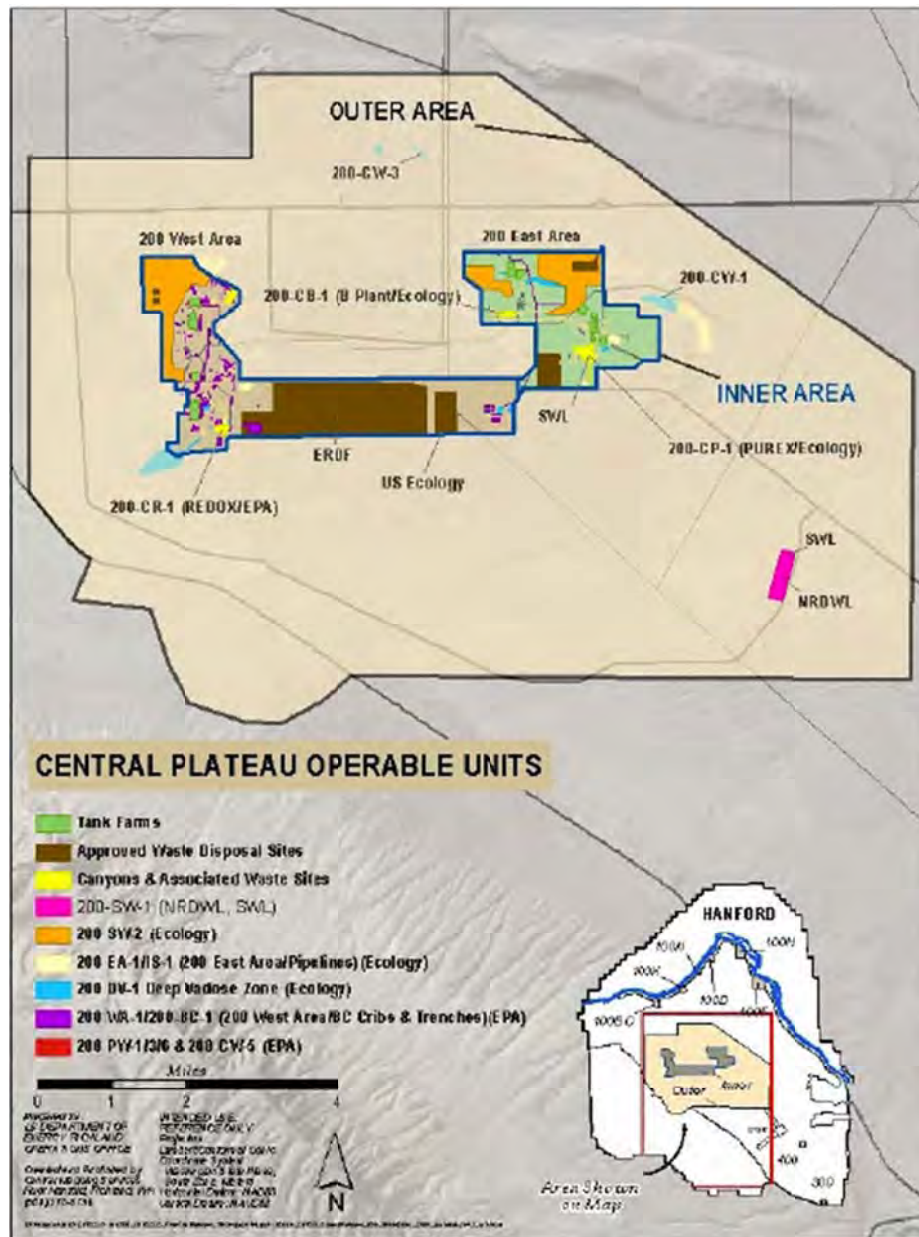 OUTER AREA
200-CW-3
200 West Area
200 East Area
200-CW-1
200-CB-1 (B Plant/Ecology)
INNER AREA
SWL
200-CP-1 (PUREX/Ecology)
ERDF
US Ecology
200-CR-1 (REDOX/EPA)
SWL
NRDWL
CENTRAL PLATEAU OPERABLE UNITS
Tank Farms
Approved Waste Disposal Sites
Canyons & Associated Waste Sites
200-SW-1 (NRDWL, SWL)
200 SW-2 (Ecology)
200 EA-1/IS-1 (200 East Area/Pipelines)(Ecology)
200 DV-1 Deep Vadose Zone (Ecology)
200 WA-1/200-BC-1 (200 West Area/BC Cribs & Trenches)(EPA)
200 PW-1/3/6 & 200 CW-5 (EPA)
Miles
0 1 2 4
N
HANFORD
100N
100K
100D
Outer
Inner
400
300
Area Shown
on Map